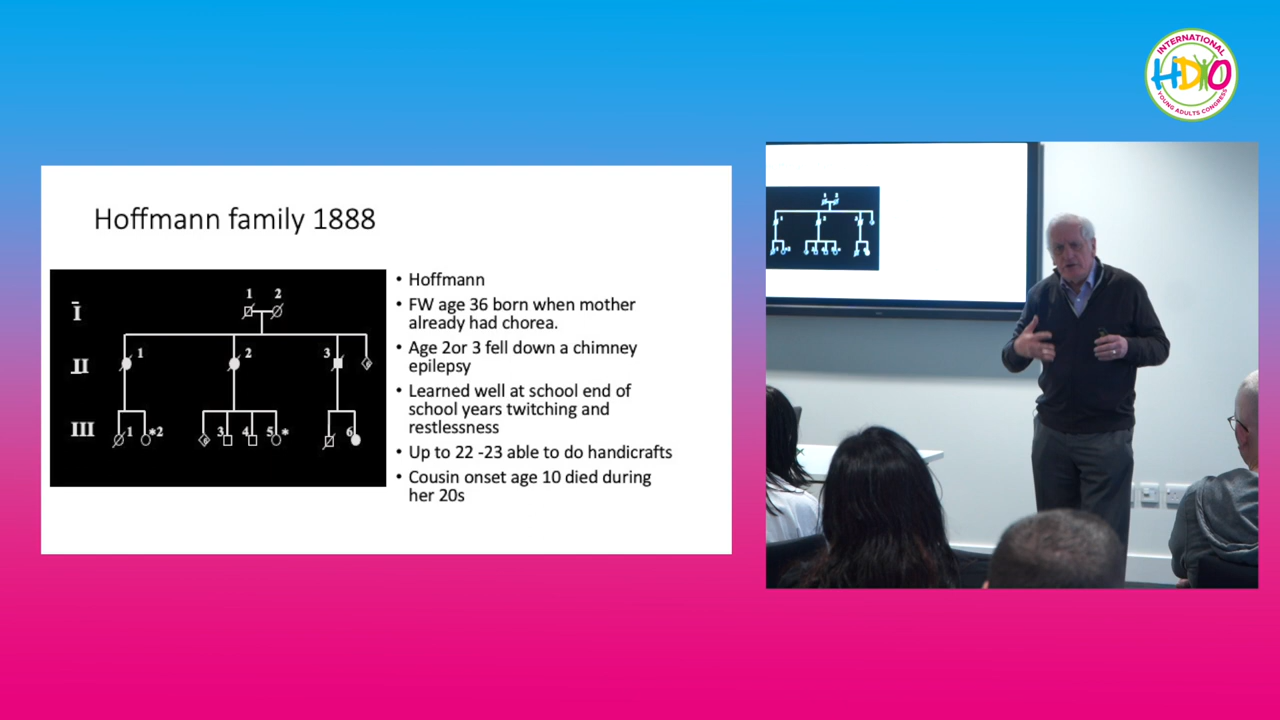 INTERNATIONAL
HDYO
YOUNG ADULTS CONGRESS
Hoffmann family 1888
1 2
I
1 2 3
II
III
1 *2 3 4 5 * 6
• Hoffmann
• FW age 36 born when mother
already had chorea.
• Age 2or 3 fell down a chimney
epilepsy
• Learned well at school end of
school years twitching and
restlessness
• Up to 22 -23 able to do handicrafts
• Cousin onset age 10 died during
her 20s